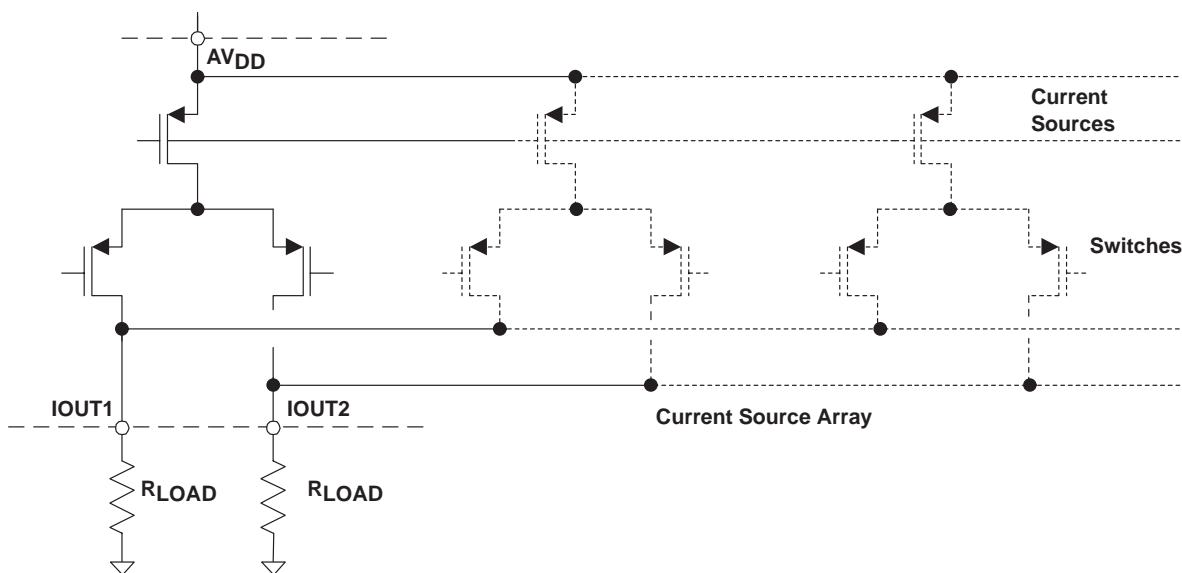 AVDD
Current
Sources
Switches
IOUT1
IOUT2
Current Source Array
RLOAD
RLOAD